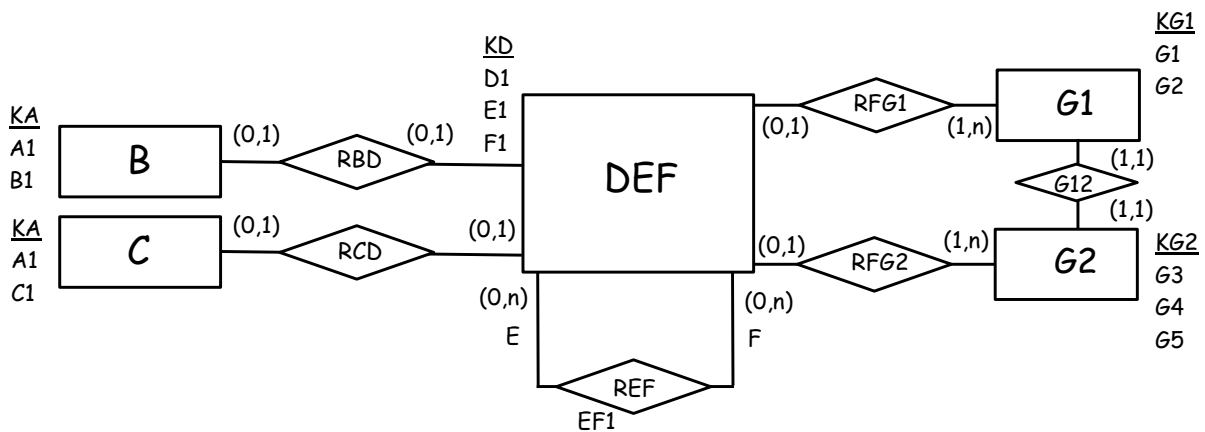 KA
A1
B1
B
(0,1)
RBD
(0,1)
KA
A1
C1
C
(0,1)
RCD
(0,1)
KD
D1
E1
F1
DEF
(0,1)
RFG1
(1,n)
G1
KG1
G1
G2
(1,1)
G12
(1,1)
(0,1)
RFG2
(1,n)
G2
KG2
G3
G4
G5
(0,n)
E
(0,n)
F
REF
EF1